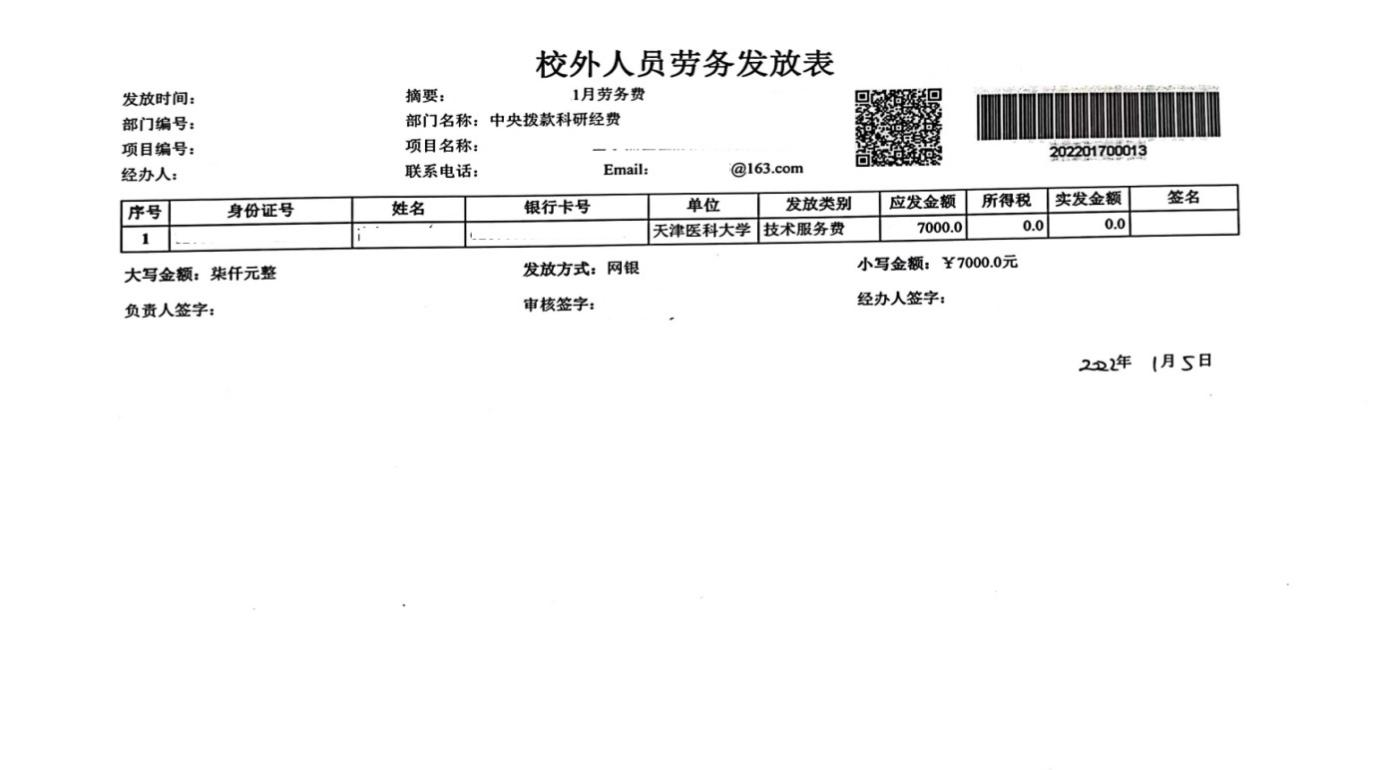 校外人员劳务发放表
发放时间： 摘要： 1月劳务费
部门编号： 部门名称：中央拨款科研经费
项目编号： 项目名称：
202201700013
经办人： 联系电话： Email： @163.com
序号 身份证号 姓名 银行卡号 单位 发放类别 应发金额 所得税 实发金额 签名
1 天津医科大学 技术服务费 7000.0 0.0 0.0
大写金额：柒仟元整 发放方式：网银 小写金额：￥7000.0元
负责人签字： 审核签字： 经办人签字：
2022年 1月5日